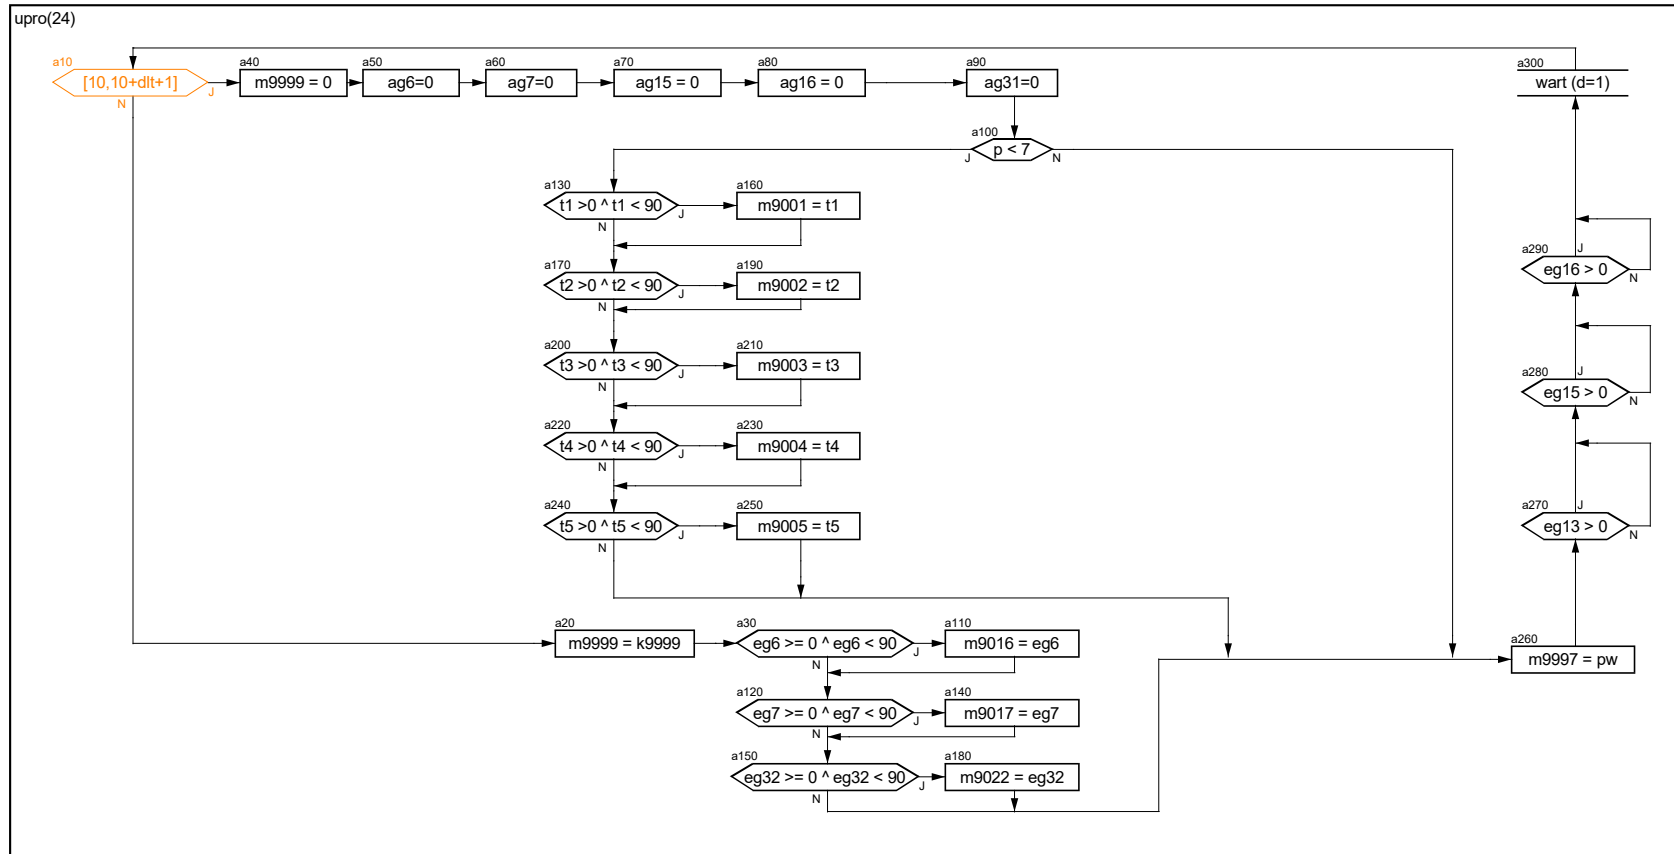 upro(24)
a10
[10,10+dlt+1]
J
N
a40
m9999 = 0
a50
ag6=0
a60
ag7=0
a70
ag15 = 0
a80
ag16 = 0
a90
ag31=0
a300
wart (d=1)
a100
p < 7
J
N
a130
t1 >0 ^ t1 < 90
J
N
a160
m9001 = t1
a170
t2 >0 ^ t2 < 90
J
N
a190
m9002 = t2
a200
t3 >0 ^ t3 < 90
J
N
a210
m9003 = t3
a220
t4 >0 ^ t4 < 90
J
N
a230
m9004 = t4
a240
t5 >0 ^ t5 < 90
J
N
a250
m9005 = t5
a290
J
eg16 > 0
N
a280
J
eg15 > 0
N
a270
J
eg13 > 0
N
a20
m9999 = k9999
a30
eg6 >= 0 ^ eg6 < 90
J
N
a110
m9016 = eg6
a260
m9997 = pw
a120
eg7 >= 0 ^ eg7 < 90
J
N
a140
m9017 = eg7
a150
eg32 >= 0 ^ eg32 < 90
J
N
a180
m9022 = eg32